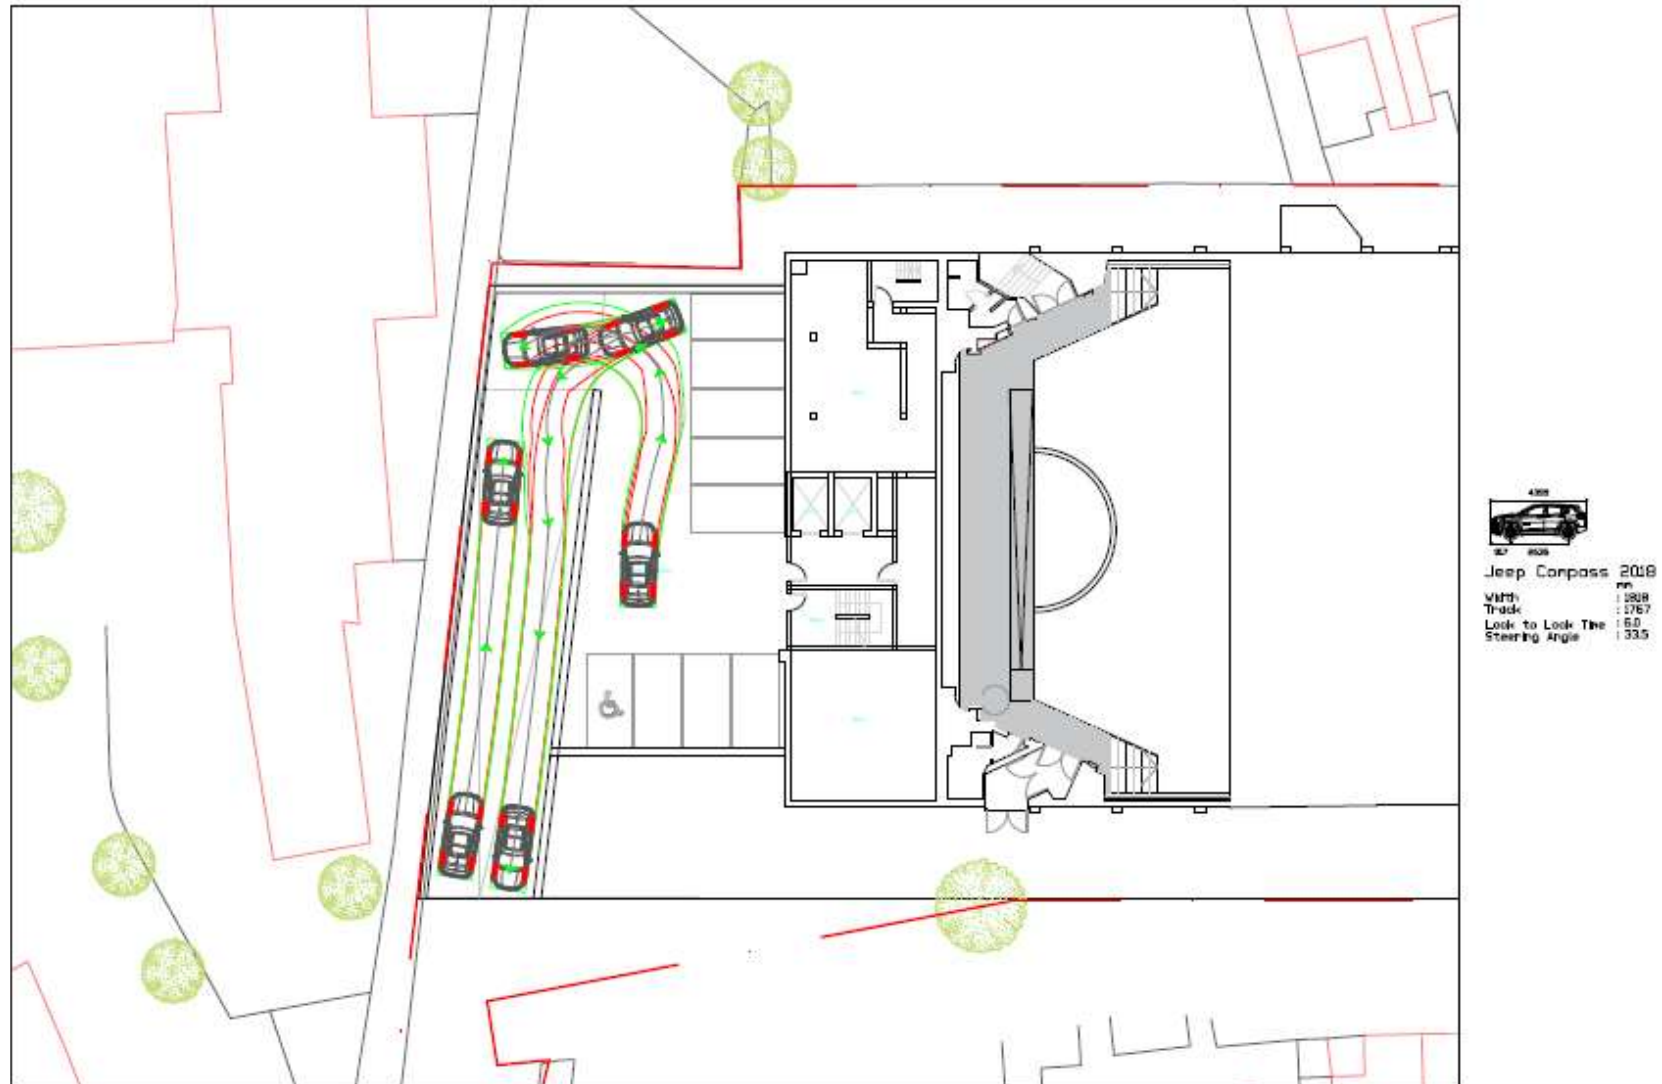 Jeep Compass 2018
mm
Width : 1818
Track : 1767
Lock to Lock Time : 6.0
Steering Angle : 33.5